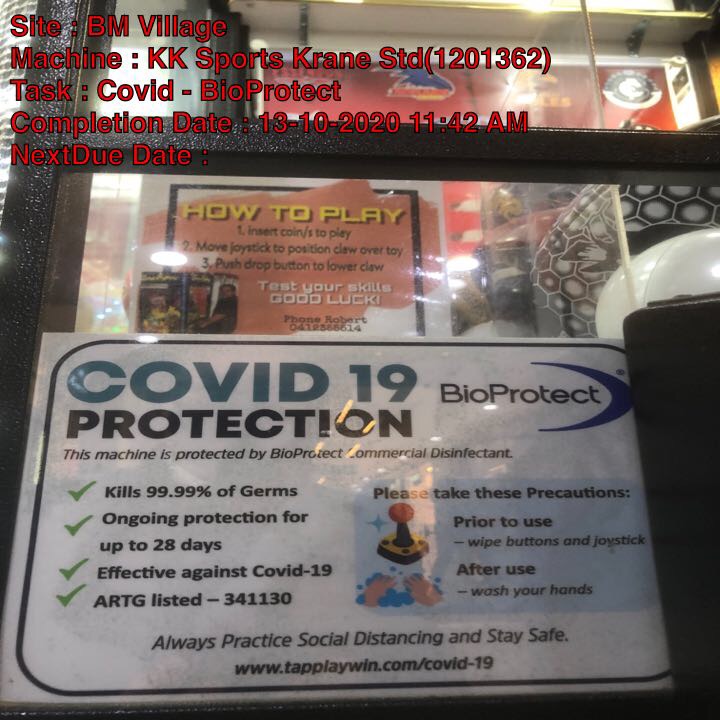 Site : BM Village
Machine : KK Sports Krane Std(1201362)
Task : Covid - BioProtect
Completion Date : 13-10-2020 11:42 AM
NextDue Date :
HOW TO PLAY
1. insert coin/s to play
2. Move joystick to position claw over toy
3. Push drop button to lower claw
Test your skills
GOOD LUCK!
Phone Robert
COVID 19
PROTECTION
BioProtect®
This machine is protected by BioProtect Commercial Disinfectant.
Kills 99.99% of Germs
Ongoing protection for
up to 28 days
Effective against Covid-19
ARTG listed – 341130
Please take these Precautions:
Prior to use
– wipe buttons and joystick
After use
– wash your hands
Always Practice Social Distancing and Stay Safe.
www.tapplaywin.com/covid-19